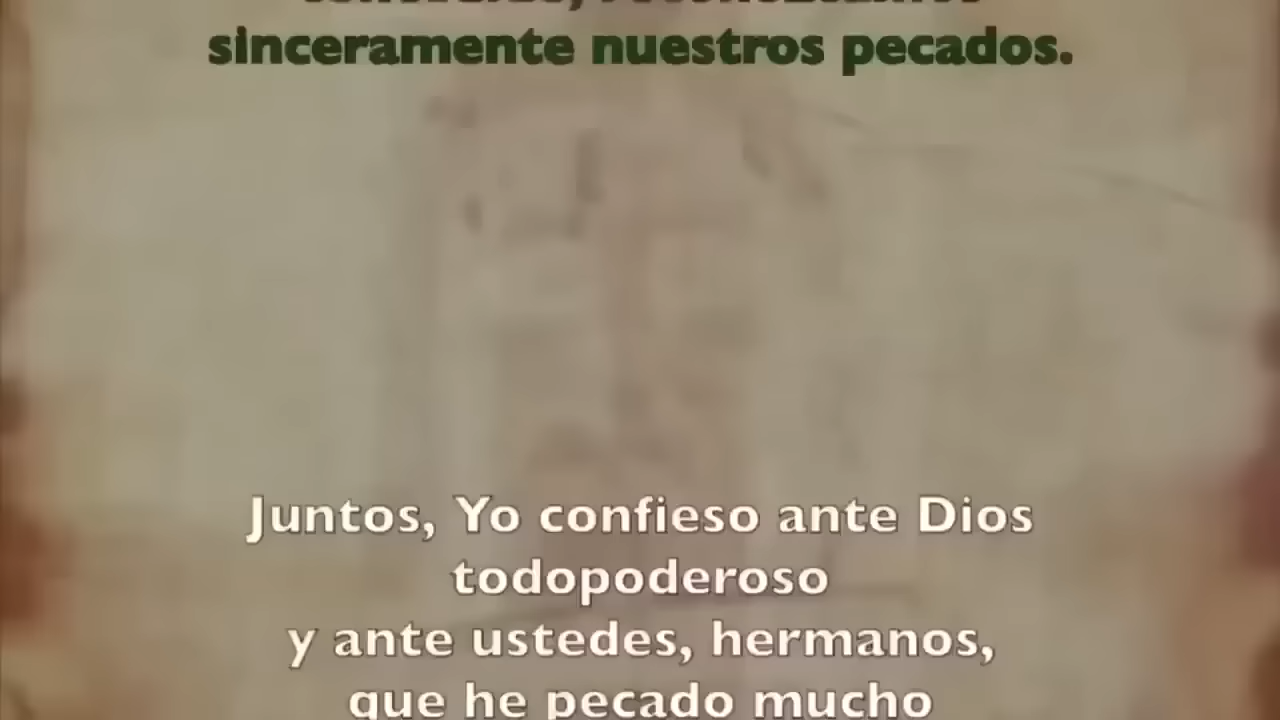 sinceramente nuestros pecados.
Juntos, Yo confieso ante Dios
todopoderoso
y ante ustedes, hermanos,
que he pecado mucho